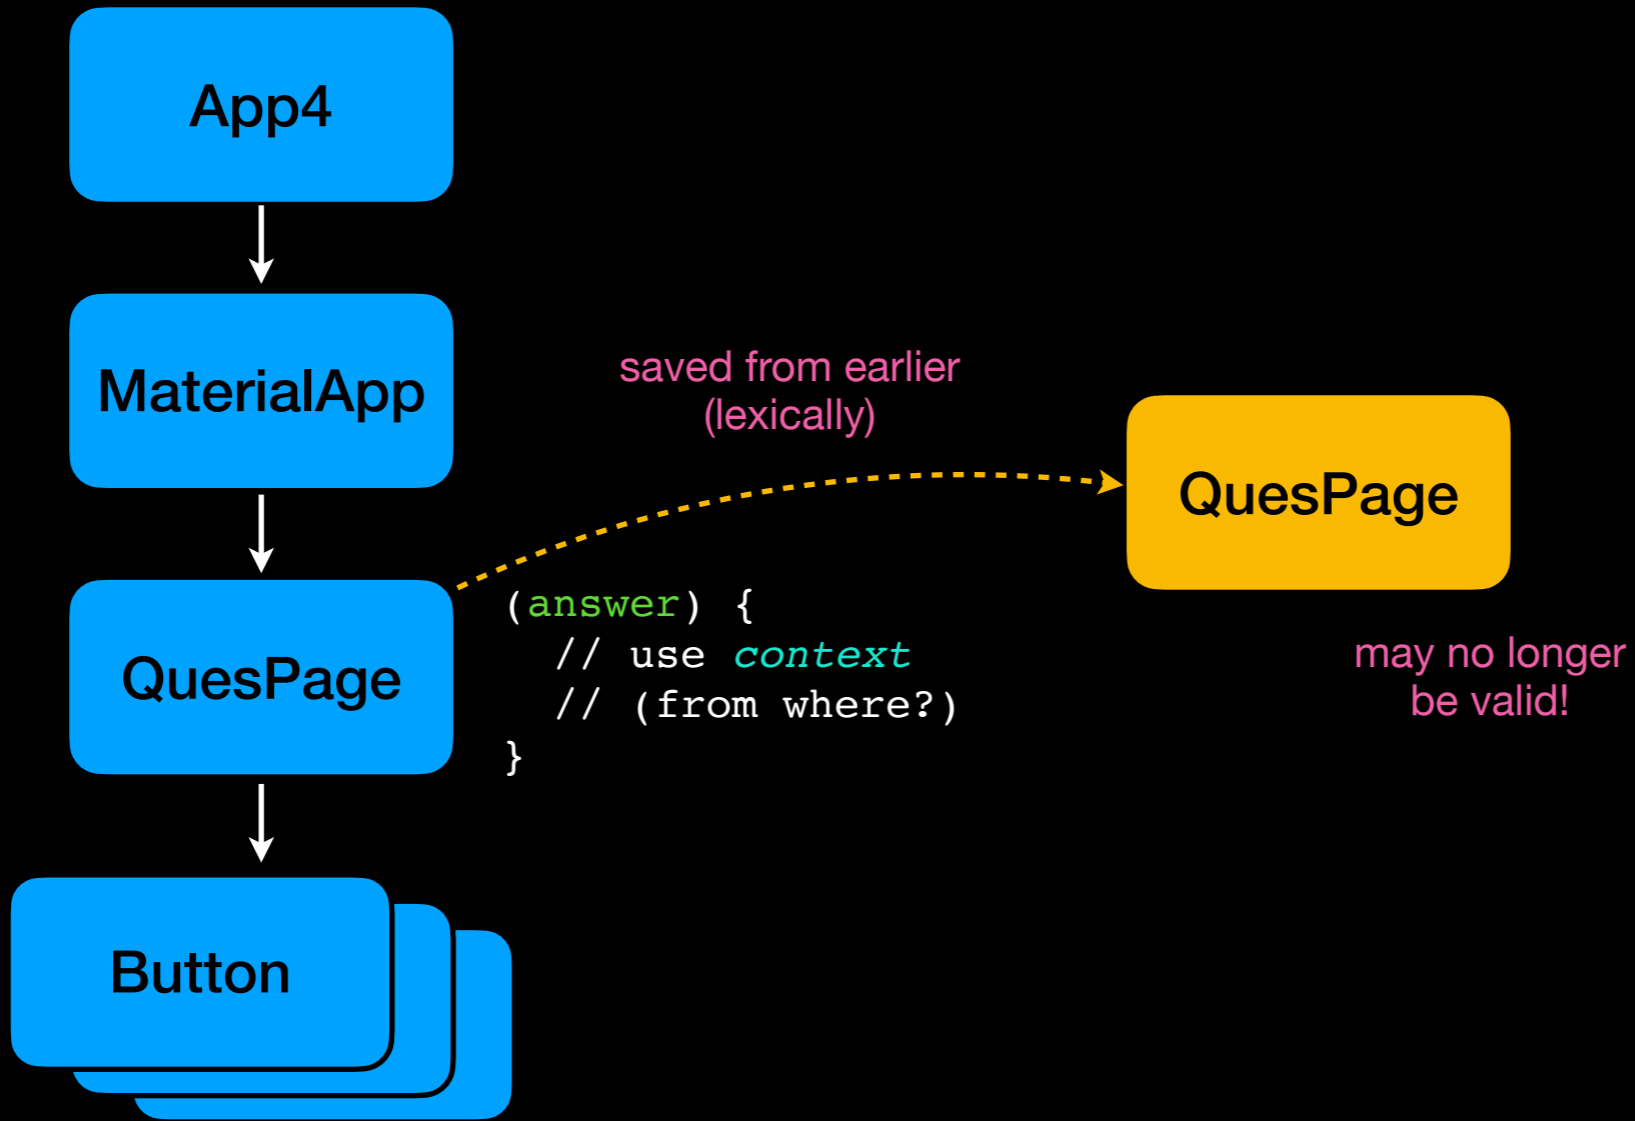 App4
MaterialApp
saved from earlier
(lexically)
QuesPage
QuesPage
(answer) {
// use context
// (from where?)
}
may no longer
be valid!
Button